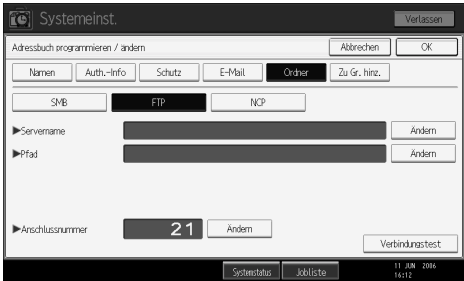 Systemeinst.
Verlassen
Adressbuch programmieren / ändern
Abbrechen
OK
Namen
Auth.-Info
Schutz
E-Mail
Ordner
Zu Gr. hinz.
SMB
FTP
NCP
►Servername
Ändern
►Pfad
Ändern
►Anschlussnummer
21
Ändern
Verbindungstest
Systemstatus
Jobliste
11 JUN 2006
16:12